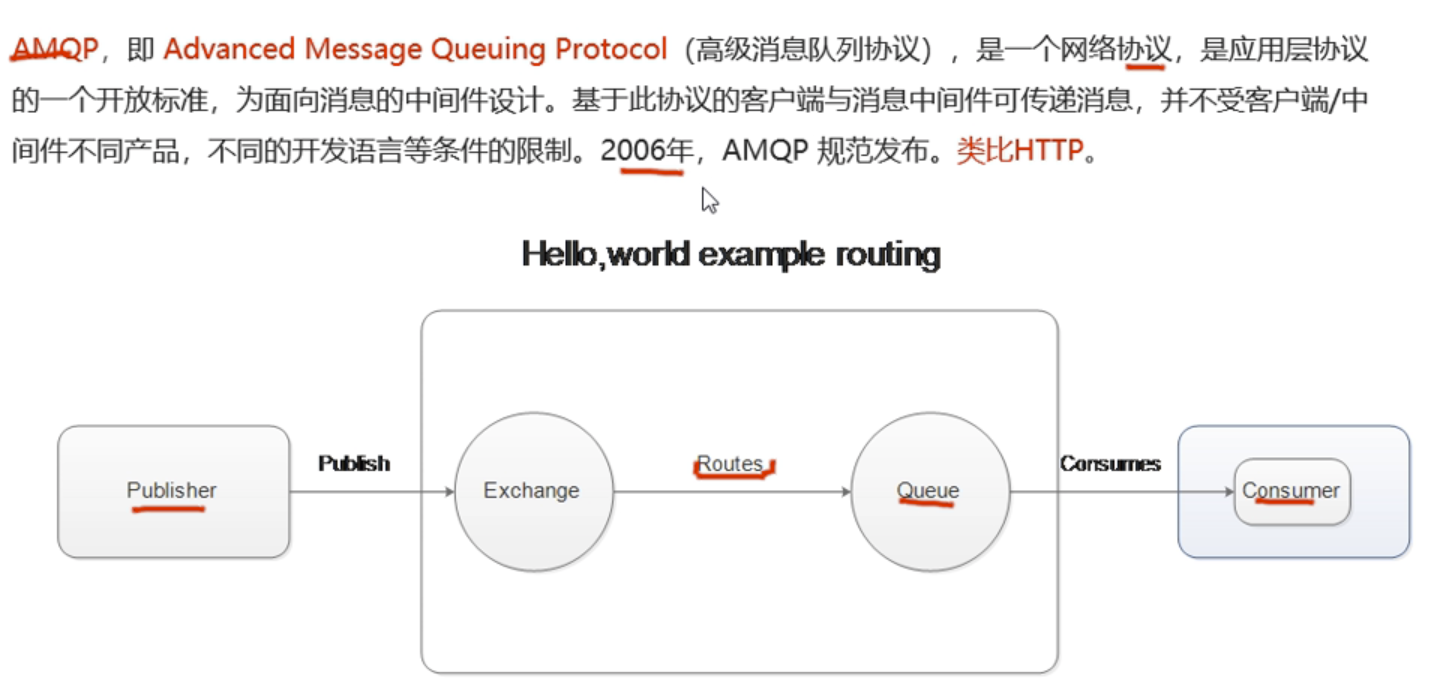 AMQP，即 Advanced Message Queuing Protocol（高级消息队列协议），是一个网络协议，是应用层协议
的一个开放标准，为面向消息的中间件设计。基于此协议的客户端与消息中间件可传递消息，并不受客户端/中
间件不同产品，不同的开发语言等条件的限制。2006年，AMQP 规范发布。类比HTTP。
Hello,world example routing
Publisher
Publish
Exchange
Routes
Queue
Consumes
Consumer